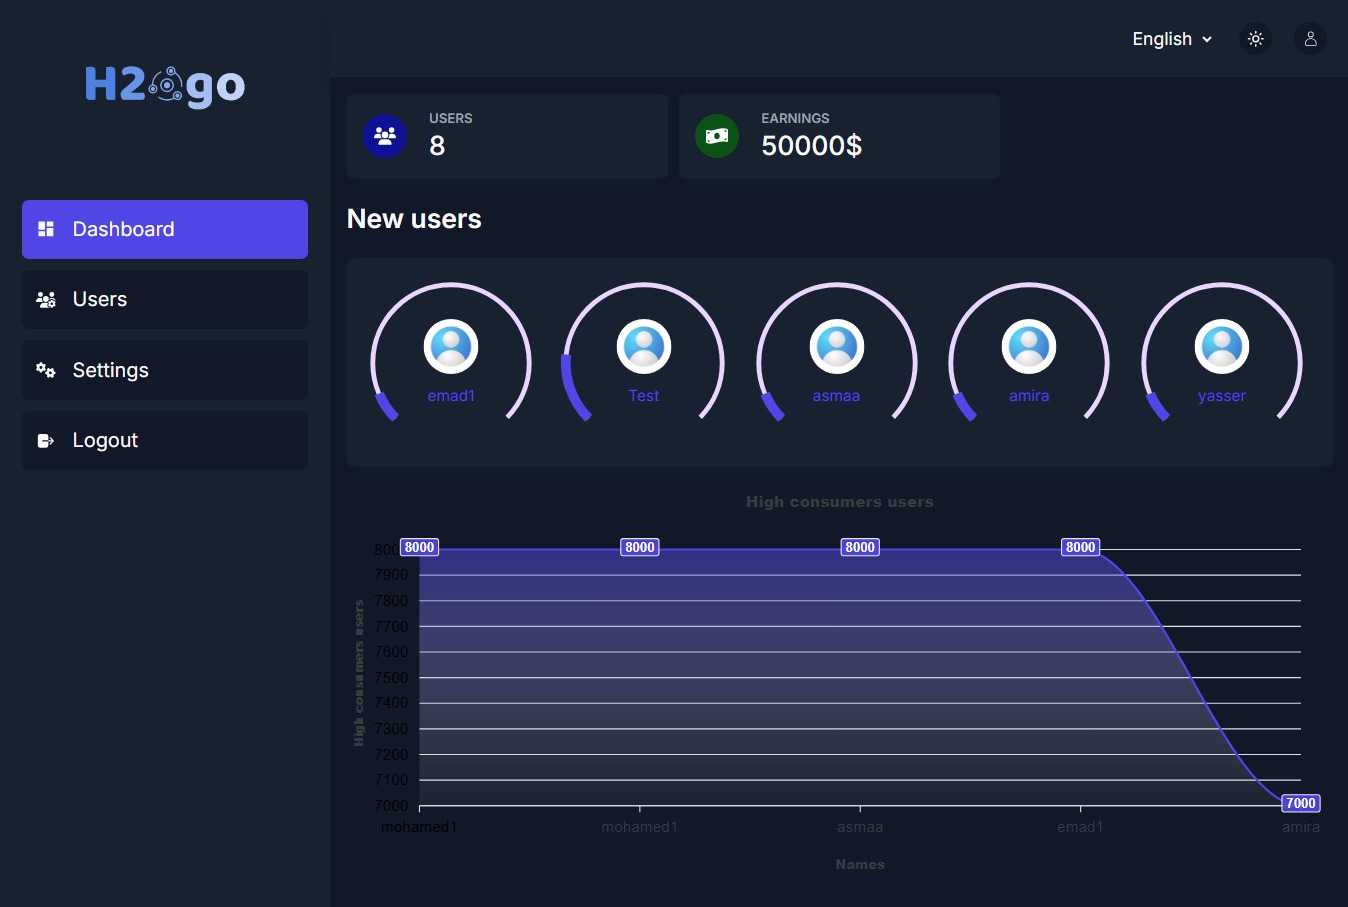 H2go
English
Dashboard
Users
Settings
Logout
USERS
8
EARNINGS
50000$
New users
emad1
Test
asmaa
amira
yasser
High consumers users
High consumers users
8000
8000
8000
8000
7000
7900
7800
7700
7600
7500
7400
7300
7200
7100
7000
mohamed1
mohamed1
asmaa
emad1
amira
Names